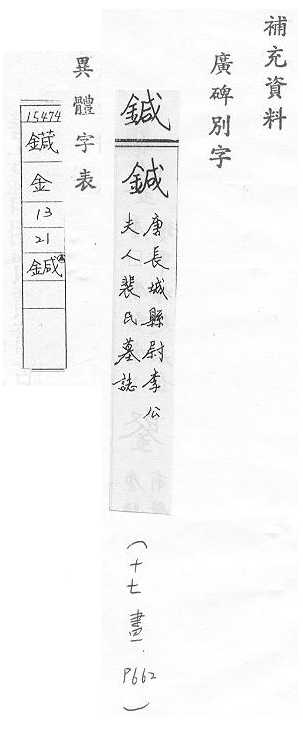 補充資料
廣碑別字
鍼
鍼
唐長城縣尉李公
夫人裴氏墓誌
(十七畫.P662)
異體字表
15474
金
13
21
鍼